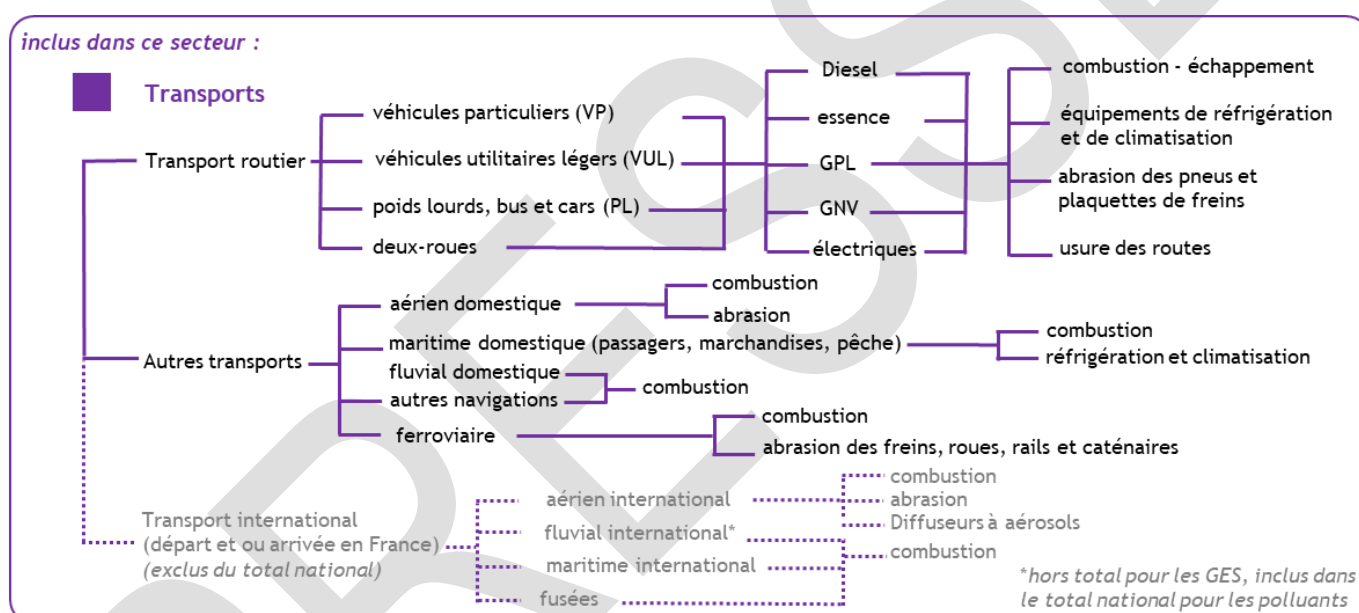 inclus dans ce secteur :
Transports
Transport routier
véhicules particuliers (VP)
véhicules utilitaires légers (VUL)
poids lourds, bus et cars (PL)
deux-roues
Diesel
essence
GPL
GNV
électriques
combustion - échappement
équipements de réfrigération
et de climatisation
abrasion des pneus et
plaquettes de freins
usure des routes
Autres transports
aérien domestique
combustion
abrasion
maritime domestique (passagers, marchandises, pêche)
combustion
réfrigération et climatisation
fluvial domestique
autres navigations
combustion
ferroviaire
combustion
abrasion des freins, roues, rails et caténaires
Transport international
(départ et ou arrivée en France)
(exclus du total national)
aérien international
combustion
abrasion
Diffuseurs à aérosols
fluvial international*
maritime international
fusées
combustion
*hors total pour les GES, inclus dans
le total national pour les polluants